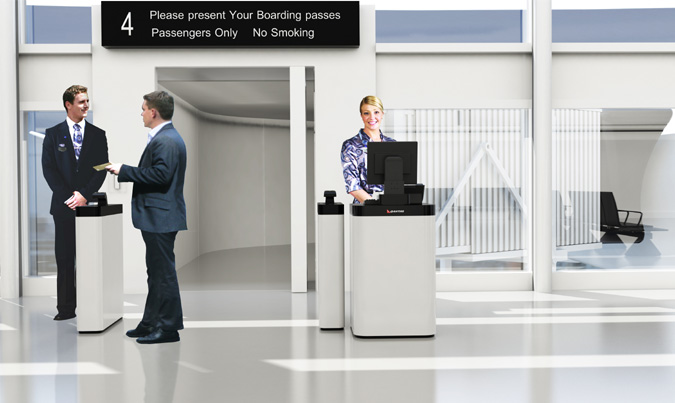 4
Please present Your Boarding passes
Passengers Only No Smoking